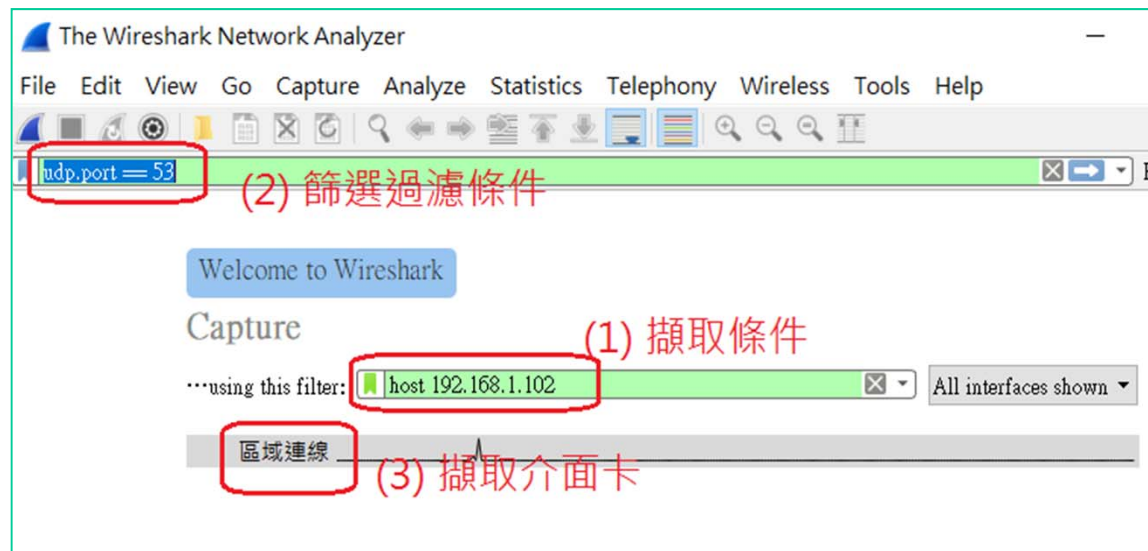 The Wireshark Network Analyzer
File Edit View Go Capture Analyze Statistics Telephony Wireless Tools Help
udp.port == 53
(2) 篩選過濾條件
Welcome to Wireshark
Capture
(1) 擷取條件
…using this filter: host 192.168.1.102 All interfaces shown
區域連線
(3) 擷取介面卡